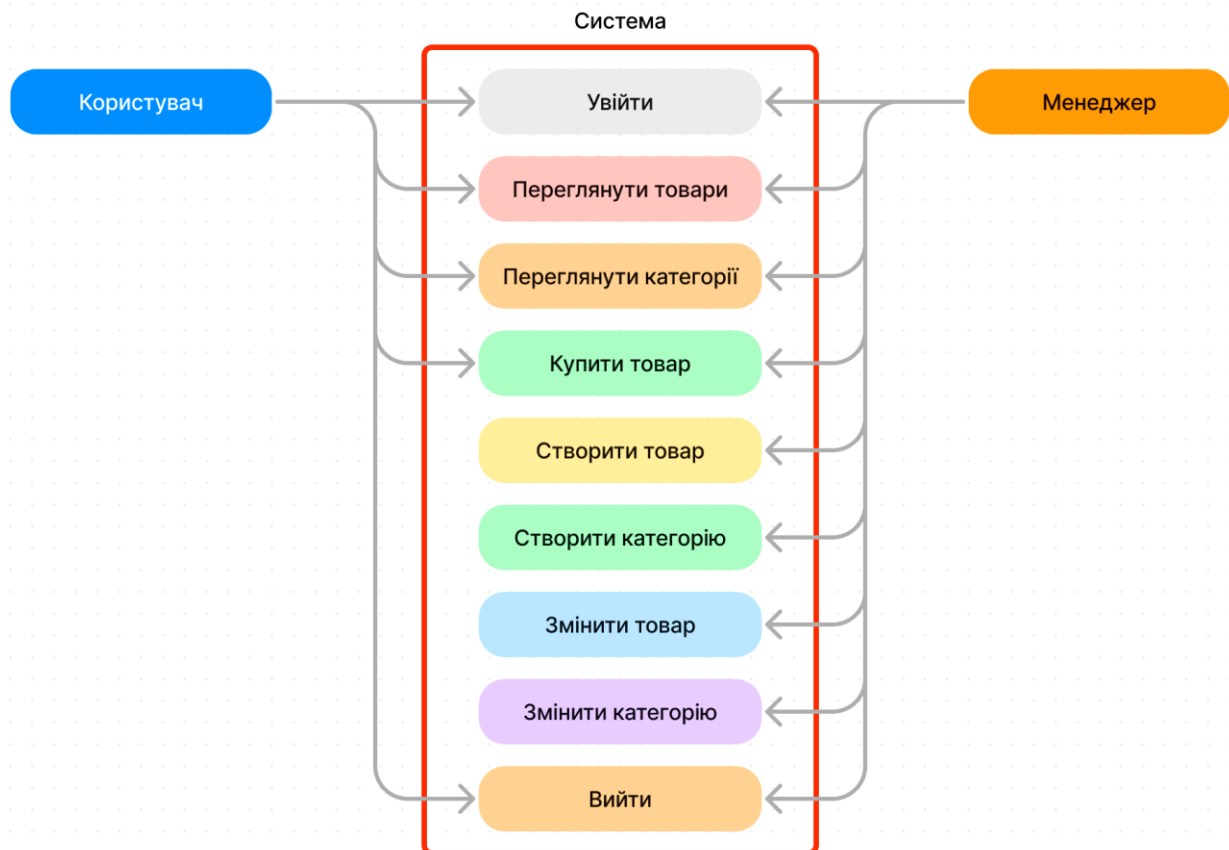 Система
Користувач
Увійти
Менеджер
Переглянути товари
Переглянути категорії
Купити товар
Створити товар
Створити категорію
Змінити товар
Змінити категорію
Вийти